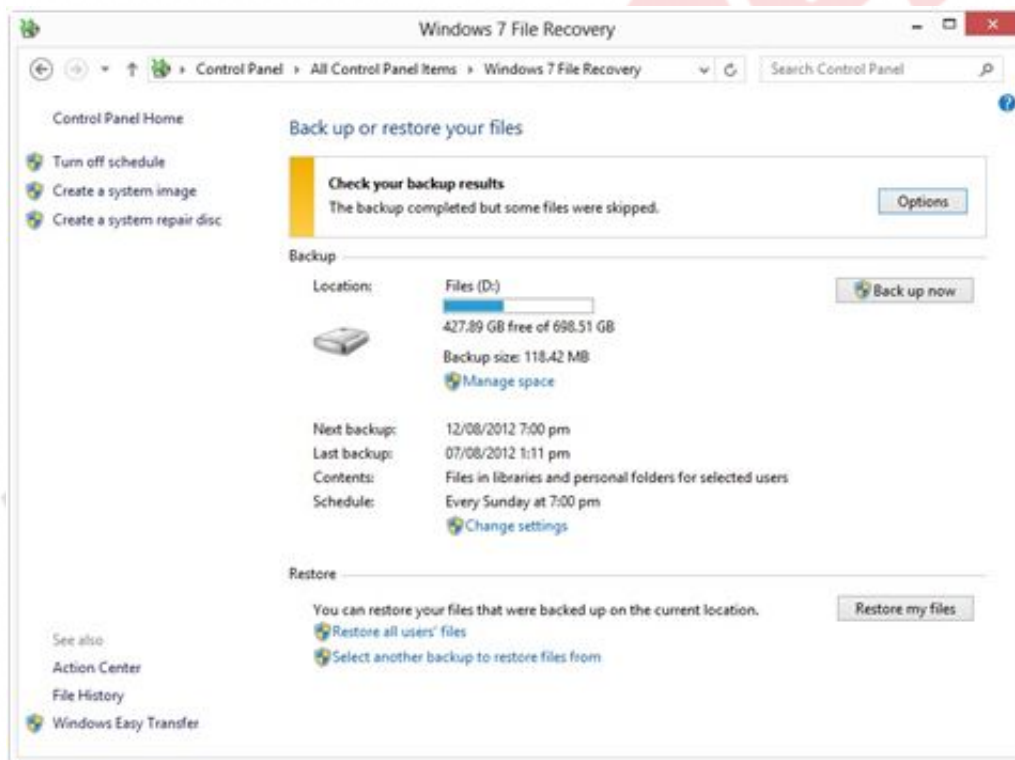 Windows 7 File Recovery
Control Panel ▸ All Control Panel Items ▸ Windows 7 File Recovery
Search Control Panel
Control Panel Home
Turn off schedule
Create a system image
Create a system repair disc
Back up or restore your files
Check your backup results
The backup completed but some files were skipped.
Options
Backup
Location:
Files (D:)
427.89 GB free of 698.51 GB
Backup size: 118.42 MB
Manage space
Back up now
Next backup: 12/08/2012 7:00 pm
Last backup: 07/08/2012 1:11 pm
Contents: Files in libraries and personal folders for selected users
Schedule: Every Sunday at 7:00 pm
Change settings
Restore
You can restore your files that were backed up on the current location.
Restore my files
Restore all users' files
Select another backup to restore files from
See also
Action Center
File History
Windows Easy Transfer